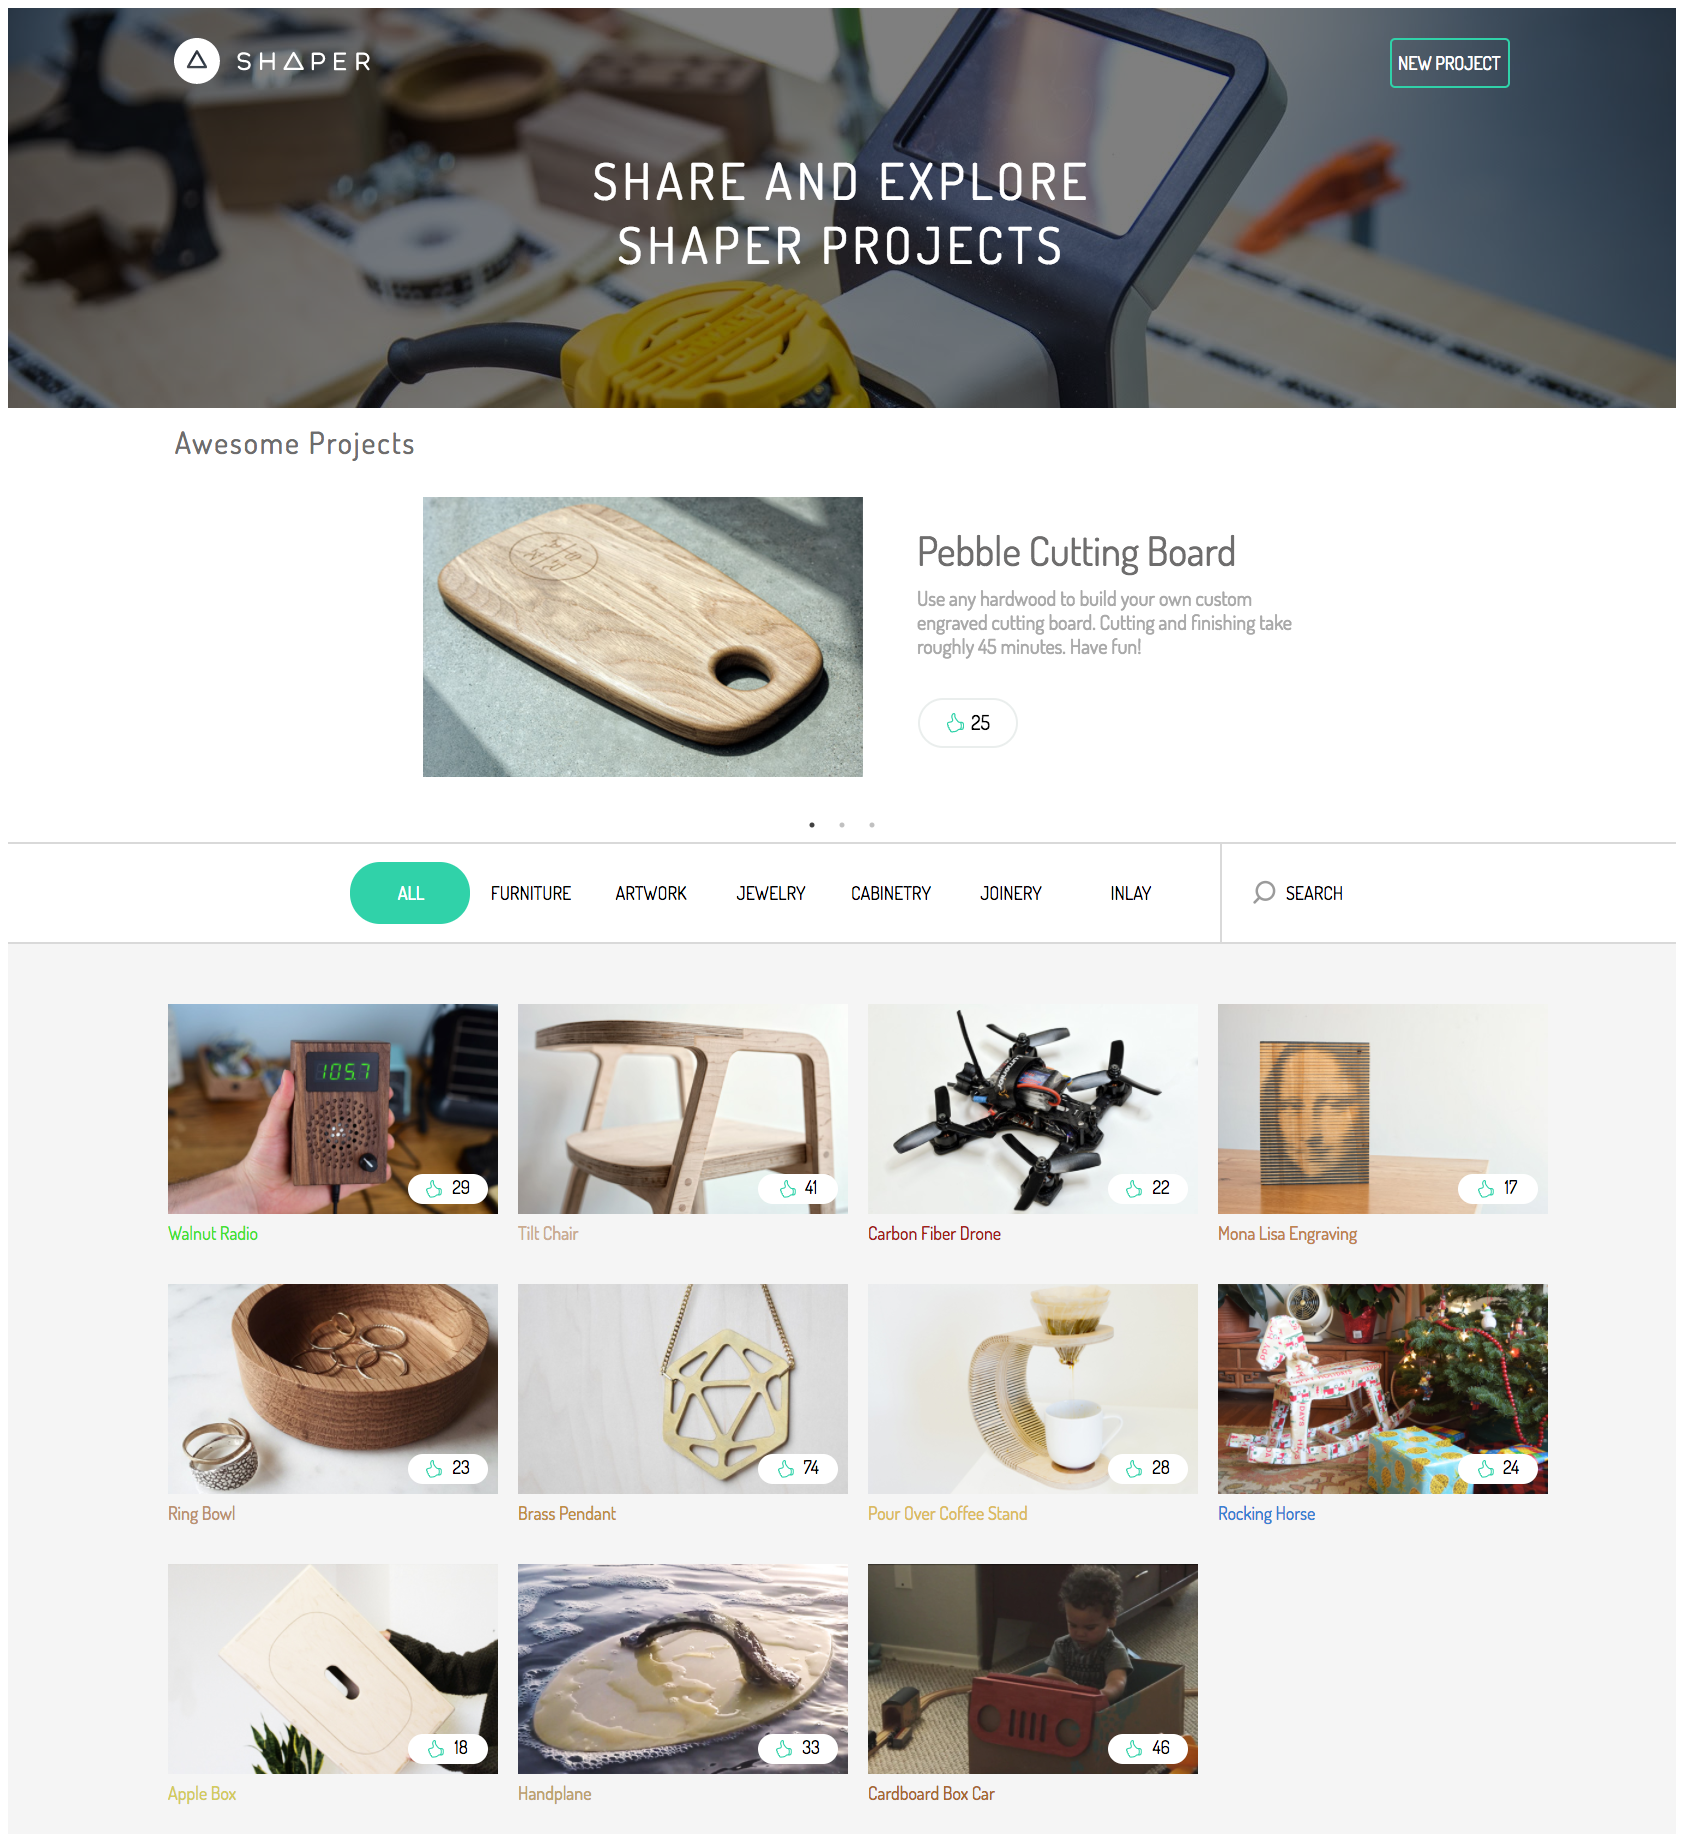 SHAPER
NEW PROJECT
SHARE AND EXPLORE
SHAPER PROJECTS
DEWALT
Awesome Projects
Pebble Cutting Board
Use any hardwood to build your own custom
engraved cutting board. Cutting and finishing take
roughly 45 minutes. Have fun!
25
ALL
FURNITURE
ARTWORK
JEWELRY
CABINETRY
JOINERY
INLAY
SEARCH
105.7
29
41
22
17
Walnut Radio
Tilt Chair
Carbon Fiber Drone
Mona Lisa Engraving
23
74
28
24
Ring Bowl
Brass Pendant
Pour Over Coffee Stand
Rocking Horse
18
33
46
Apple Box
Handplane
Cardboard Box Car